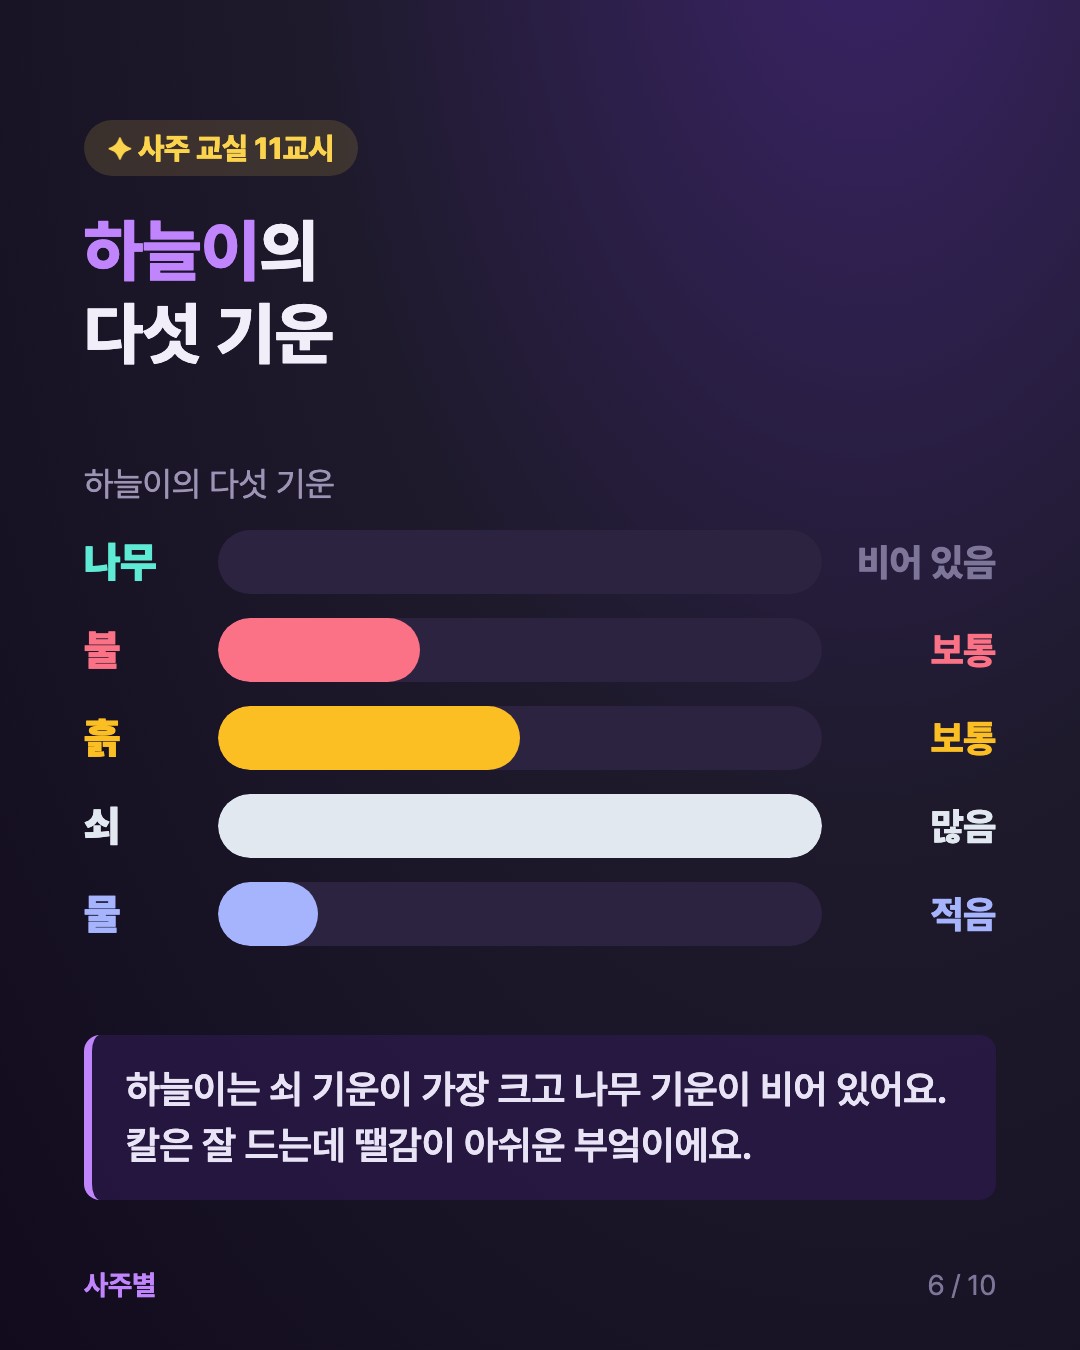 ✦ 사주 교실 11교시
하늘이의
다섯 기운
하늘이의 다섯 기운
나무 비어 있음
불 보통
흙 보통
쇠 많음
물 적음
하늘이는 쇠 기운이 가장 크고 나무 기운이 비어 있어요.
칼은 잘 드는데 땔감이 아쉬운 부엌이에요.
사주별 6 / 10